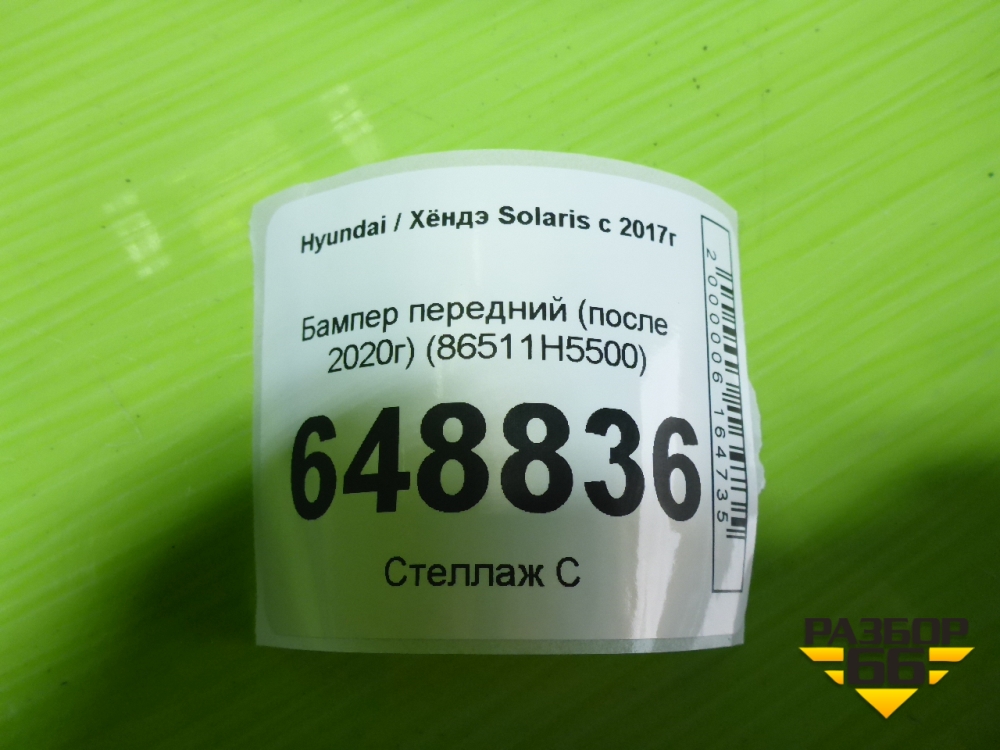 Hyundai / Хёндэ Solaris с 2017г
Бампер передний (после
2020г) (86511H5500)
648836
Стеллаж С
2000006164735
РАЗБОР
66